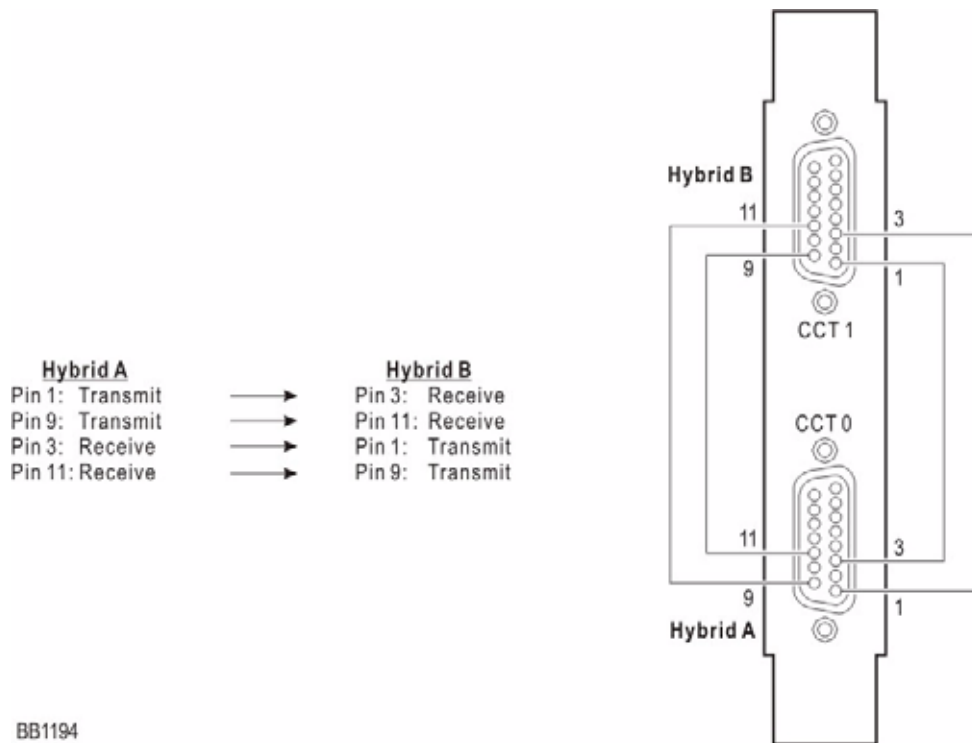 Hybrid B
11
3
9
1
CCT 1
Hybrid A Hybrid B
Pin 1: Transmit Pin 3: Receive
Pin 9: Transmit Pin 11: Receive
Pin 3: Receive Pin 1: Transmit
Pin 11: Receive Pin 9: Transmit
CCT 0
11
3
9
1
Hybrid A
BB1194